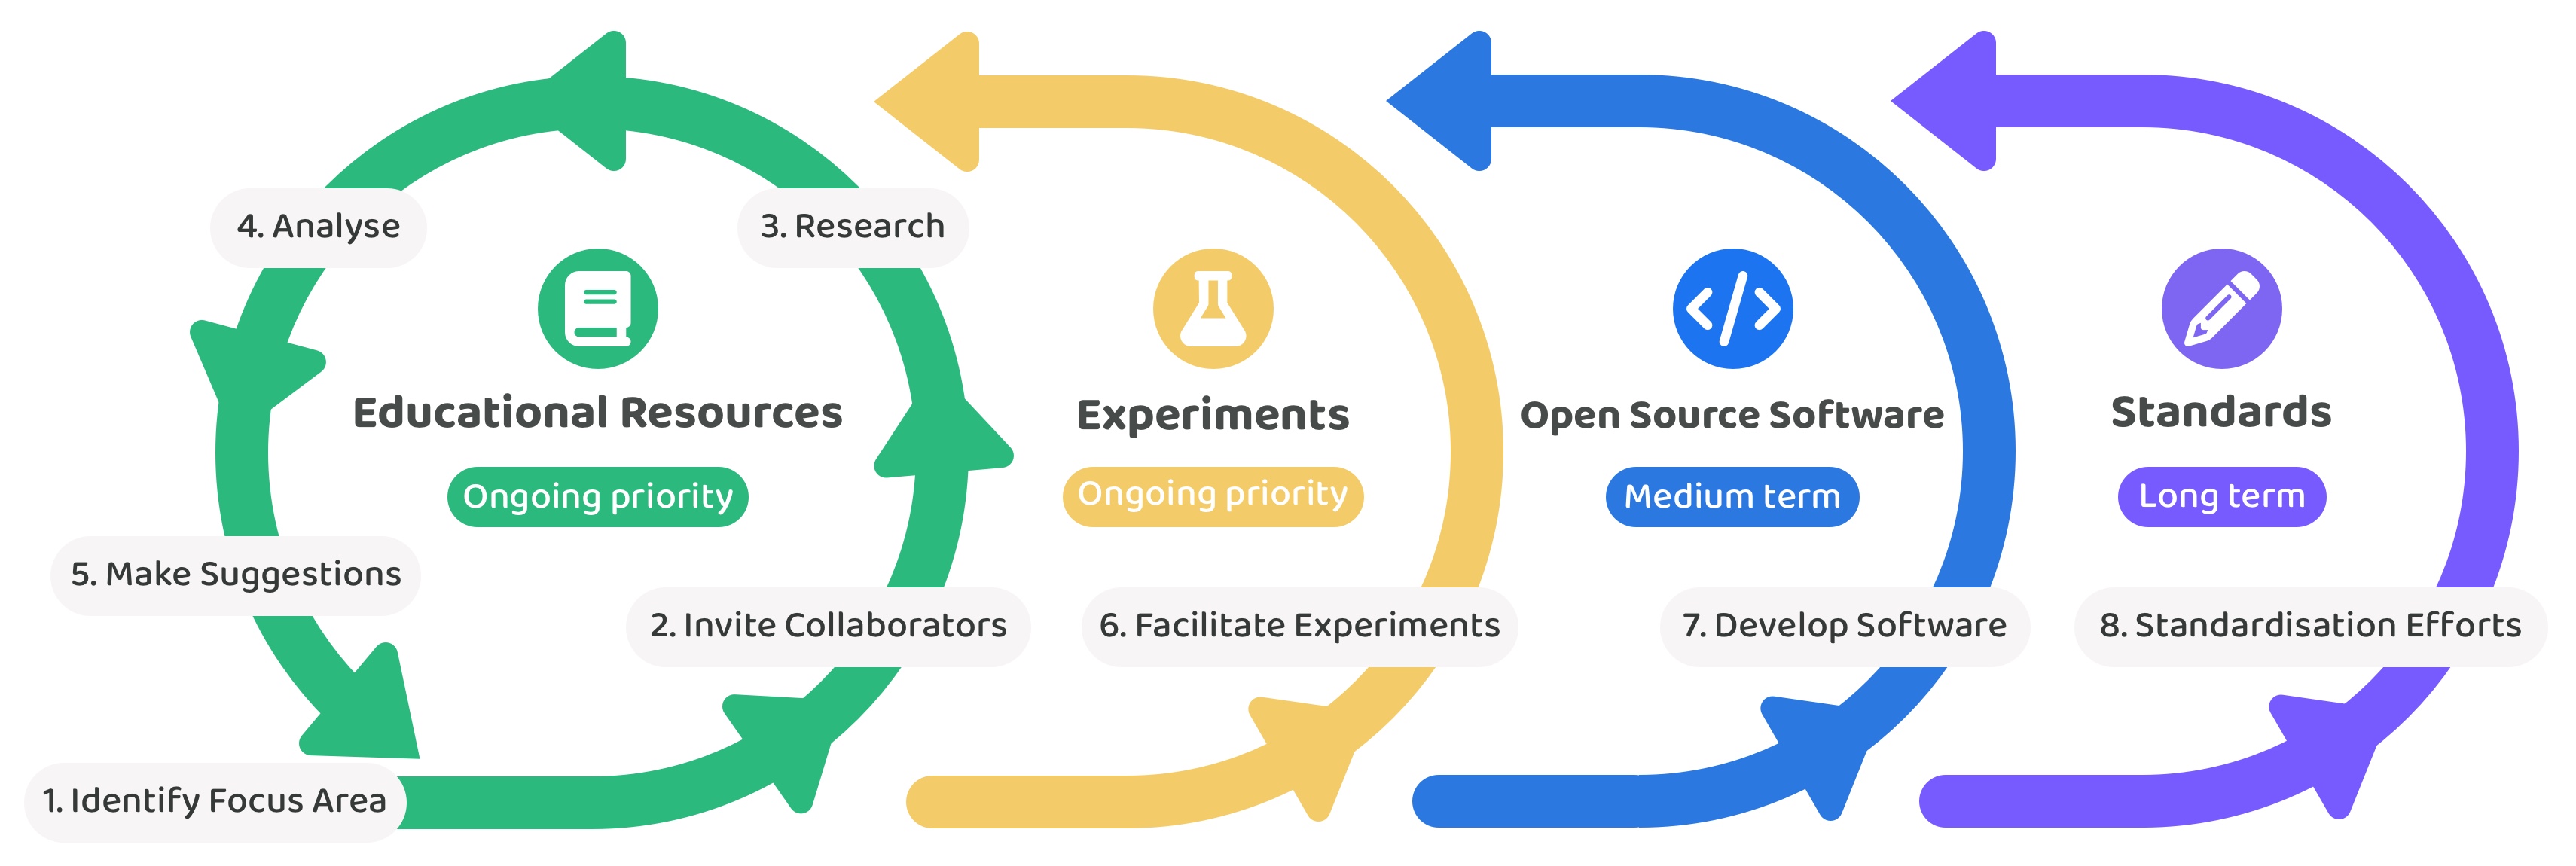 4. Analyse
3. Research
Educational Resources
Ongoing priority
5. Make Suggestions
2. Invite Collaborators
1. Identify Focus Area
Experiments
Ongoing priority
6. Facilitate Experiments
Open Source Software
Medium term
7. Develop Software
Standards
Long term
8. Standardisation Efforts